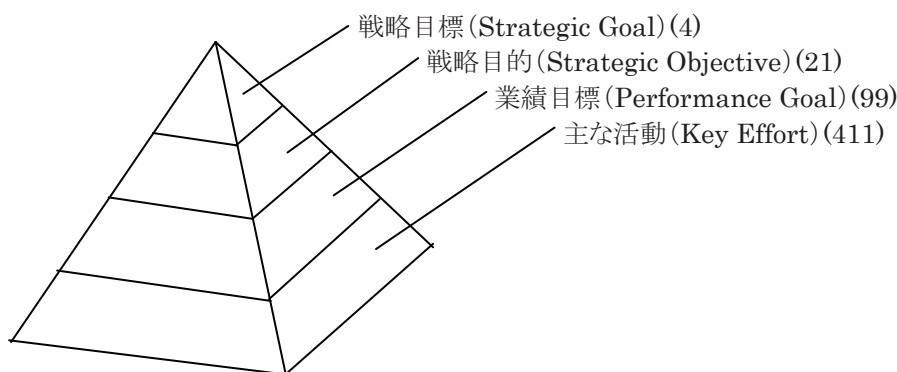 戦略目標（Strategic Goal）(4)
戦略目的（Strategic Objective）(21)
業績目標（Performance Goal）(99)
主な活動（Key Effort）(411)